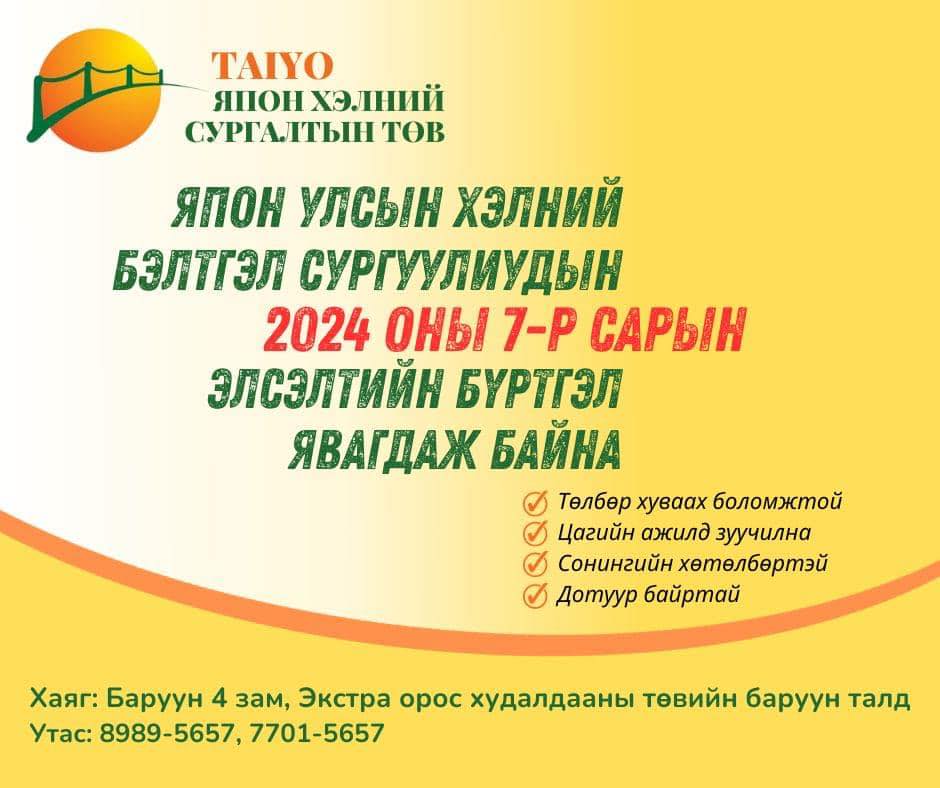 TAIYO
ЯПОН ХЭЛНИЙ
СУРГАЛТЫН ТӨВ
ЯПОН УЛСЫН ХЭЛНИЙ
БЭЛТГЭЛ СУРГУУЛИУДЫН
2024 ОНЫ 7-Р САРЫН
ЭЛСЭЛТИЙН БҮРТГЭЛ
ЯВАГДАЖ БАЙНА
Төлбөр хуваах боломжтой
Цагийн ажилд зуучилна
Сонингийн хөтөлбөртэй
Дотуур байртай
Хаяг: Баруун 4 зам, Экстра орос худалдааны төвийн баруун талд
Утас: 8989-5657, 7701-5657